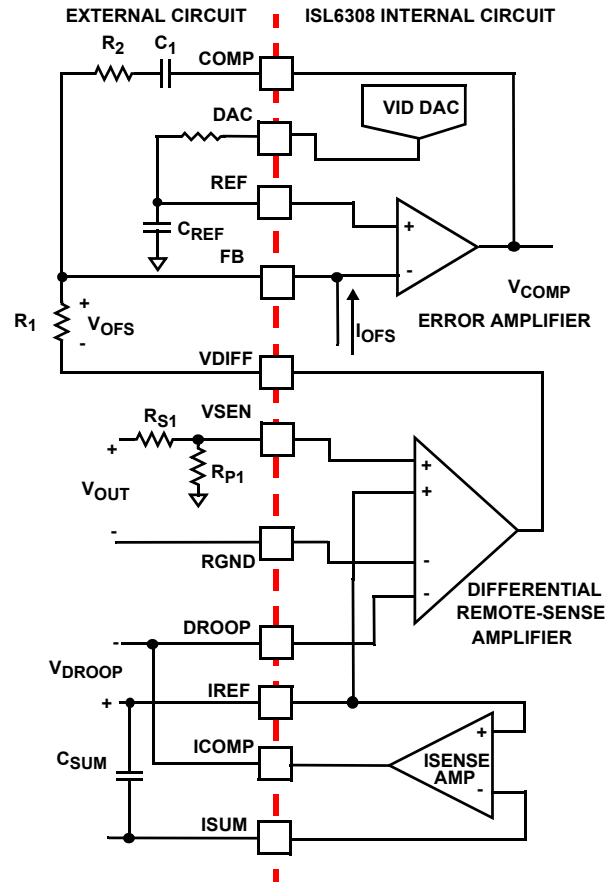 EXTERNAL CIRCUIT
ISL6308 INTERNAL CIRCUIT
R2
C1
COMP
VID DAC
DAC
REF
CREF
+
-
FB
VCOMP
ERROR AMPLIFIER
IOFS
R1
+
VOFS
-
VDIFF
VSEN
RS1
+
RP1
VOUT
-
RGND
+
+
-
-
DIFFERENTIAL
REMOTE-SENSE
AMPLIFIER
DROOP
-
VDROOP
+
IREF
ICOMP
CSUM
+
ISENSE
AMP
-
ISUM